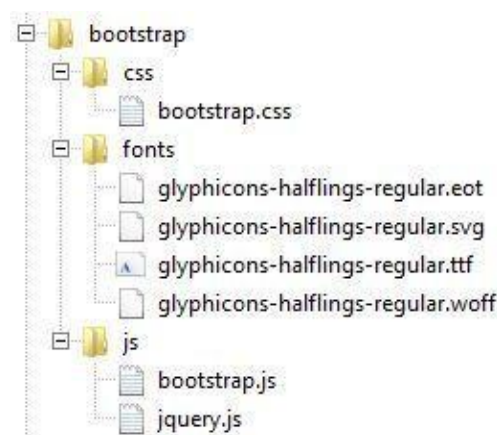 bootstrap
css
bootstrap.css
fonts
glyphicons-halflings-regular.eot
glyphicons-halflings-regular.svg
glyphicons-halflings-regular.ttf
glyphicons-halflings-regular.woff
js
bootstrap.js
jquery.js